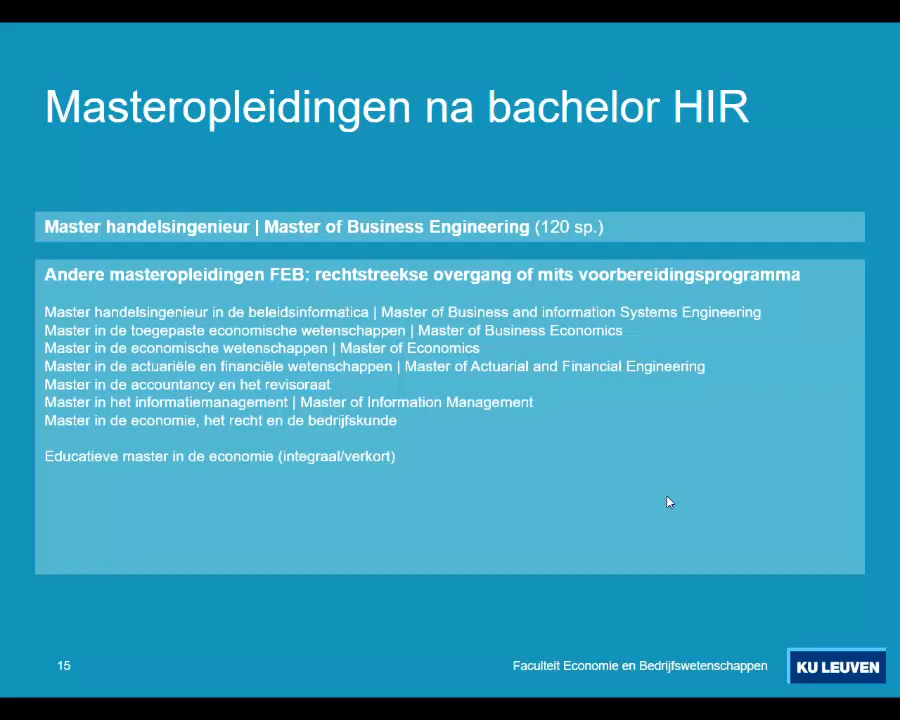 Masteropleidingen na bachelor HIR
Master handelsingenieur | Master of Business Engineering (120 sp.)
Andere masteropleidingen FEB: rechtstreekse overgang of mits voorbereidingsprogramma
Master handelsingenieur in de beleidsinformatica | Master of Business and information Systems Engineering
Master in de toegepaste economische wetenschappen | Master of Business Economics
Master in de economische wetenschappen | Master of Economics
Master in de actuariële en financiële wetenschappen | Master of Actuarial and Financial Engineering
Master in de accountancy en het revisoraat
Master in het informatiemanagement | Master of Information Management
Master in de economie, het recht en de bedrijfskunde
Educatieve master in de economie (integraal/verkort)
15
Faculteit Economie en Bedrijfswetenschappen
KU LEUVEN